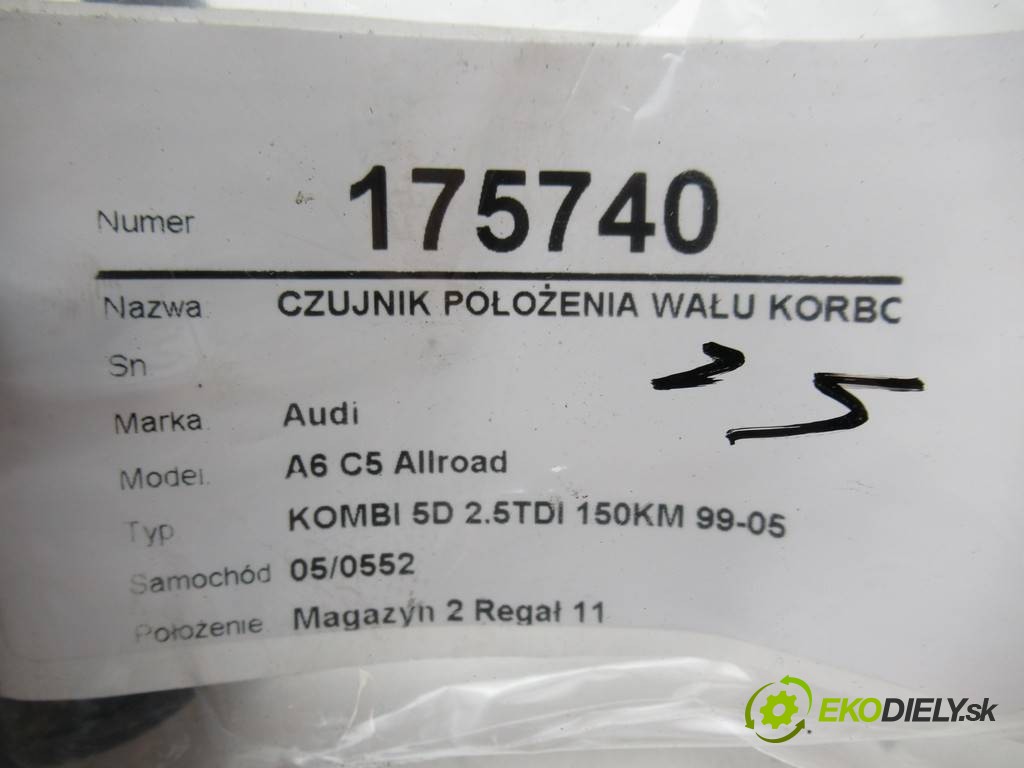 Numer 175740
Nazwa CZUJNIK POŁOŻENIA WAŁU KORBC
Sn
25
Marka Audi
Model. A6 C5 Allroad
Typ KOMBI 5D 2.5TDI 150KM 99-05
Samochód 05/0552
Położenie Magazyn 2 Regał 11
EKODIELY.sk